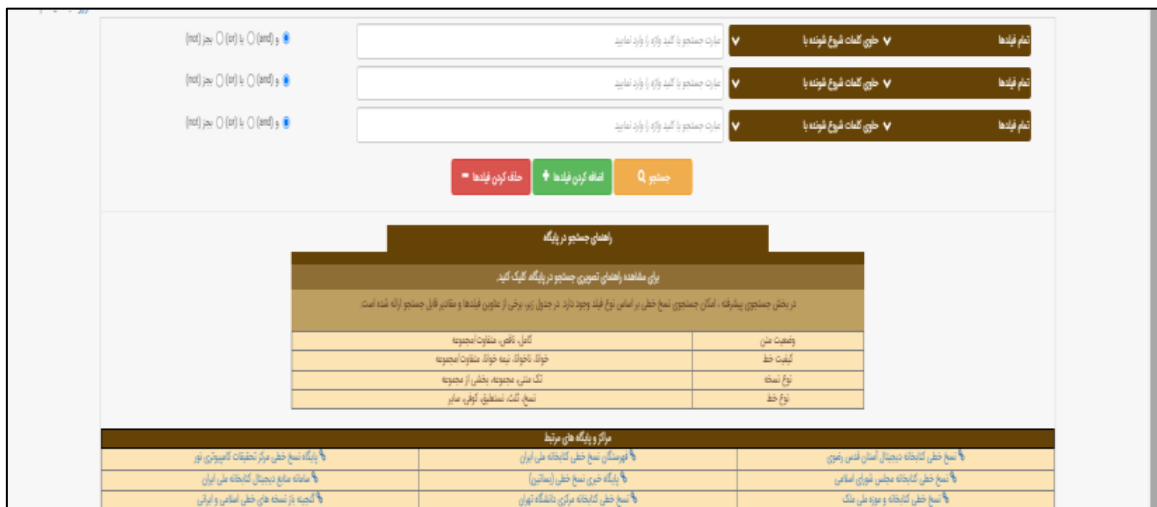 تمام فیلدها حاوی کلمات شروع شونده با عبارت جستجو یا کلید واژه را وارد نمایید و (and) یا (or) بجز (not)
تمام فیلدها حاوی کلمات شروع شونده با عبارت جستجو یا کلید واژه را وارد نمایید و (and) یا (or) بجز (not)
تمام فیلدها حاوی کلمات شروع شونده با عبارت جستجو یا کلید واژه را وارد نمایید و (and) یا (or) بجز (not)
جستجو اضافه کردن فیلدها + حذف کردن فیلدها -
راهنمای جستجو در پایگاه
برای مشاهده راهنمای تصویری جستجو در پایگاه، کلیک کنید.
در بخش جستجوی پیشرفته ، امکان جستجوی نسخ خطی بر اساس نوع فیلد وجود دارد. در جدول زیر، برخی از عناوین فیلدها و مقادیر قابل جستجو ارائه شده است.
وضعیت متن کامل، ناقص، متفاوت/مجموعه
کیفیت خط خوانا، ناخوانا، نیمه خوانا، متفاوت/مجموعه
نوع نسخه تک متنی، مجموعه، بخشی از مجموعه
نوع خط نسخ، ثلث، نستعلیق، کوفی، سایر
مراکز و پایگاه های مرتبط
نسخ خطی کتابخانه دیجیتال آستان قدس رضوی فهرستگان نسخ خطی کتابخانه ملی ایران پایگاه نسخ خطی مرکز تحقیقات کامپیوتری نور
نسخ خطی کتابخانه مجلس شورای اسلامی پایگاه خبری نسخ خطی (بساتین) سامانه منابع دیجیتال کتابخانه ملی ایران
نسخ خطی کتابخانه و موزه ملی ملک نسخ خطی کتابخانه مرکزی دانشگاه تهران گنجینه باز نسخه های خطی اسلامی و ایرانی